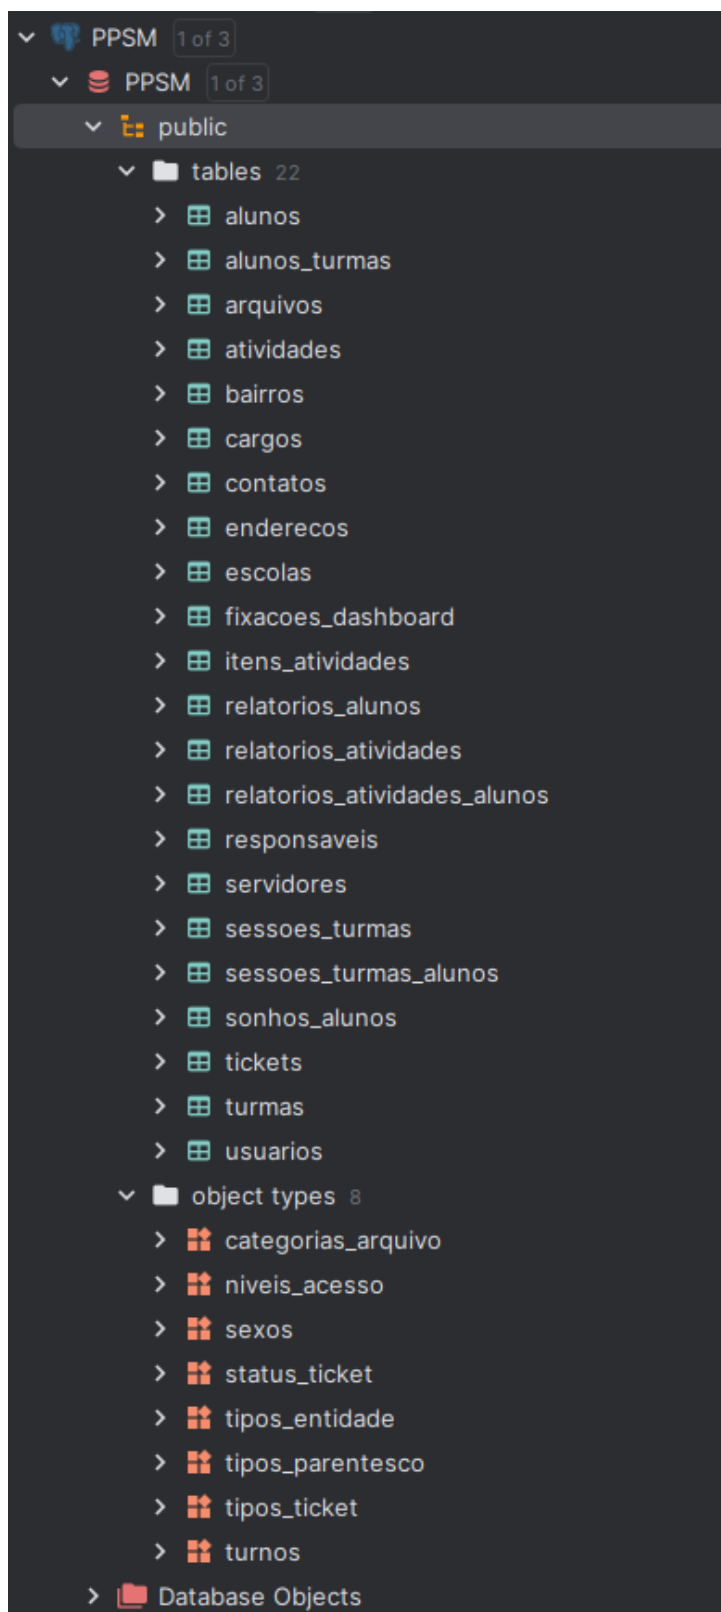 PPSM 1 of 3
PPSM 1 of 3
public
tables 22
alunos
alunos_turmas
arquivos
atividades
bairros
cargos
contatos
enderecos
escolas
fixacoes_dashboard
itens_atividades
relatorios_alunos
relatorios_atividades
relatorios_atividades_alunos
responsaveis
servidores
sessoes_turmas
sessoes_turmas_alunos
sonhos_alunos
tickets
turmas
usuarios
object types 8
categorias_arquivo
niveis_acesso
sexos
status_ticket
tipos_entidade
tipos_parentesco
tipos_ticket
turnos
Database Objects